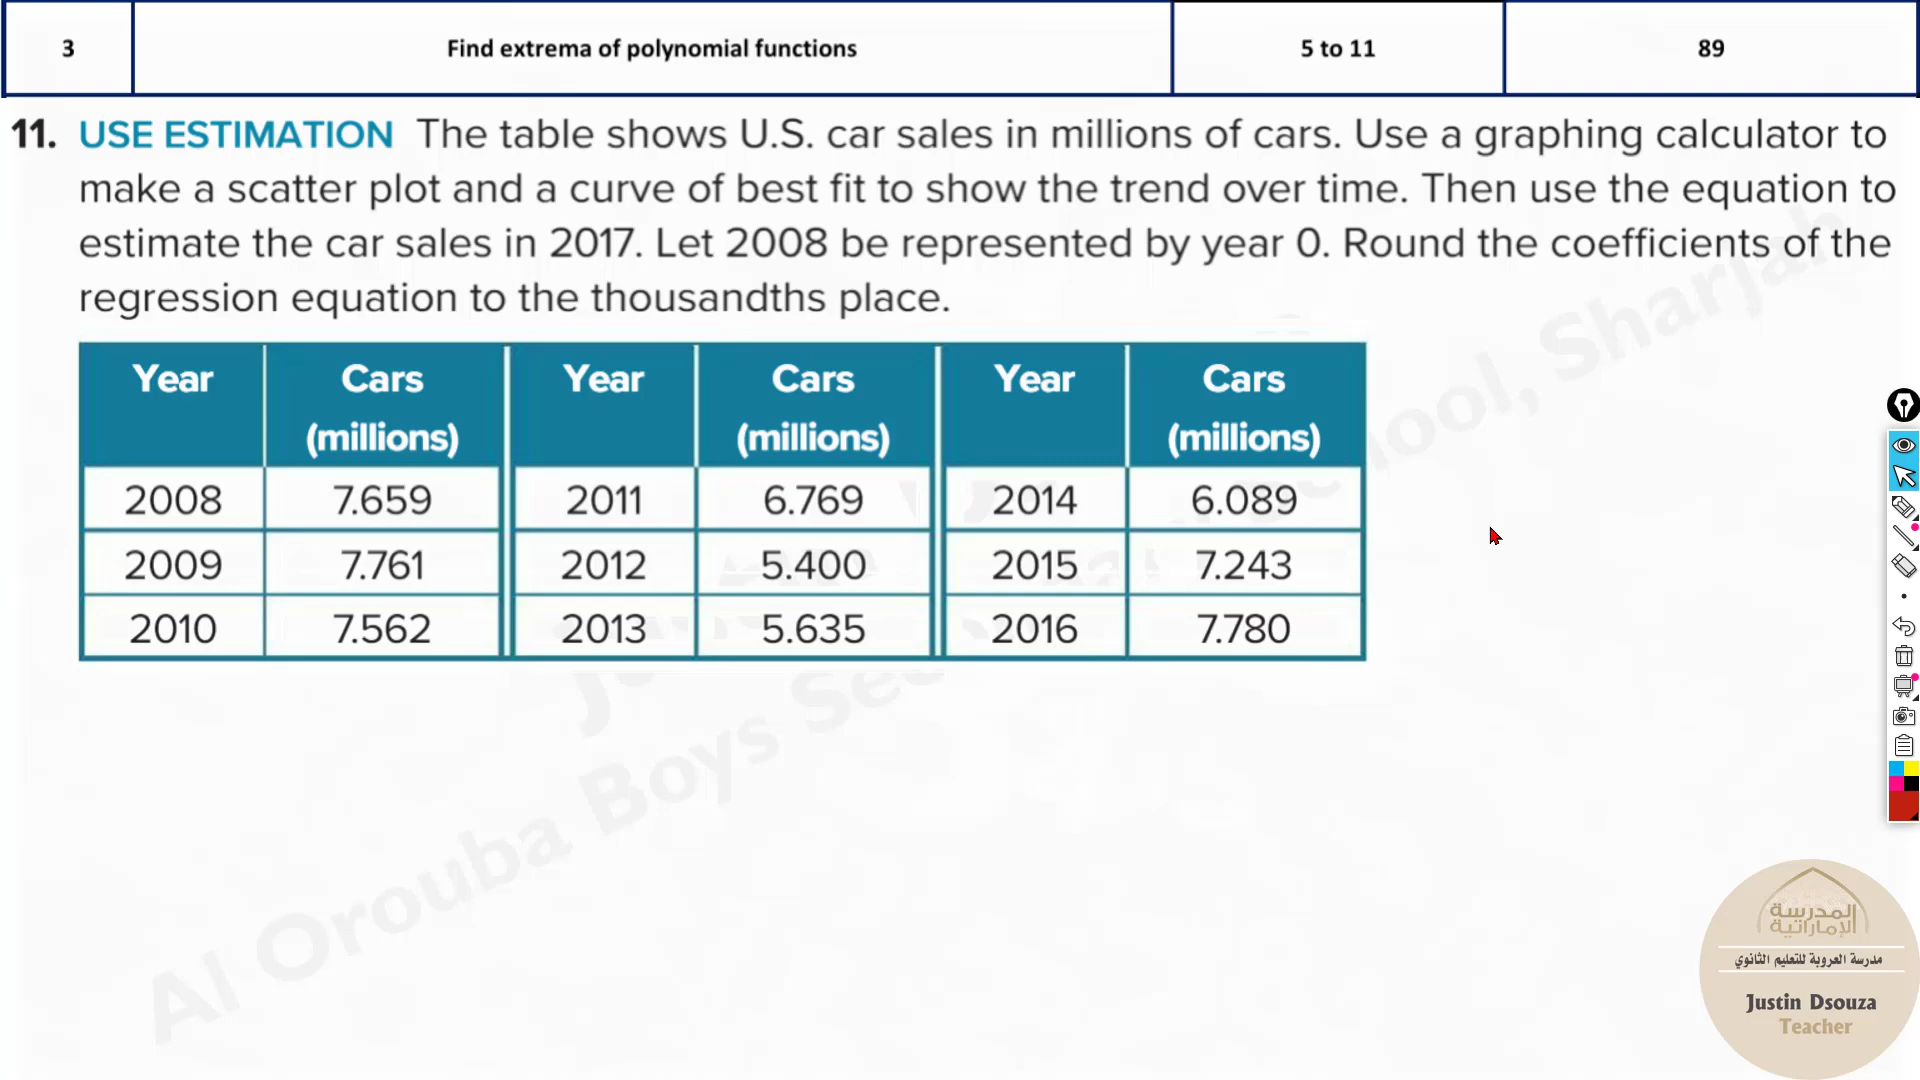 3 Find extrema of polynomial functions 5 to 11 89
11. USE ESTIMATION The table shows U.S. car sales in millions of cars. Use a graphing calculator to
make a scatter plot and a curve of best fit to show the trend over time. Then use the equation to
estimate the car sales in 2017. Let 2008 be represented by year 0. Round the coefficients of the
regression equation to the thousandths place.
Year Cars Year Cars Year Cars
(millions) (millions) (millions)
2008 7.659 2011 6.769 2014 6.089
2009 7.761 2012 5.400 2015 7.243
2010 7.562 2013 5.635 2016 7.780
ool, Sharjah
Al Orouba Boys Sec
المدرسة
الإماراتية
مدرسة العروبة للتعليم الثانوي
Justin Dsouza
Teacher